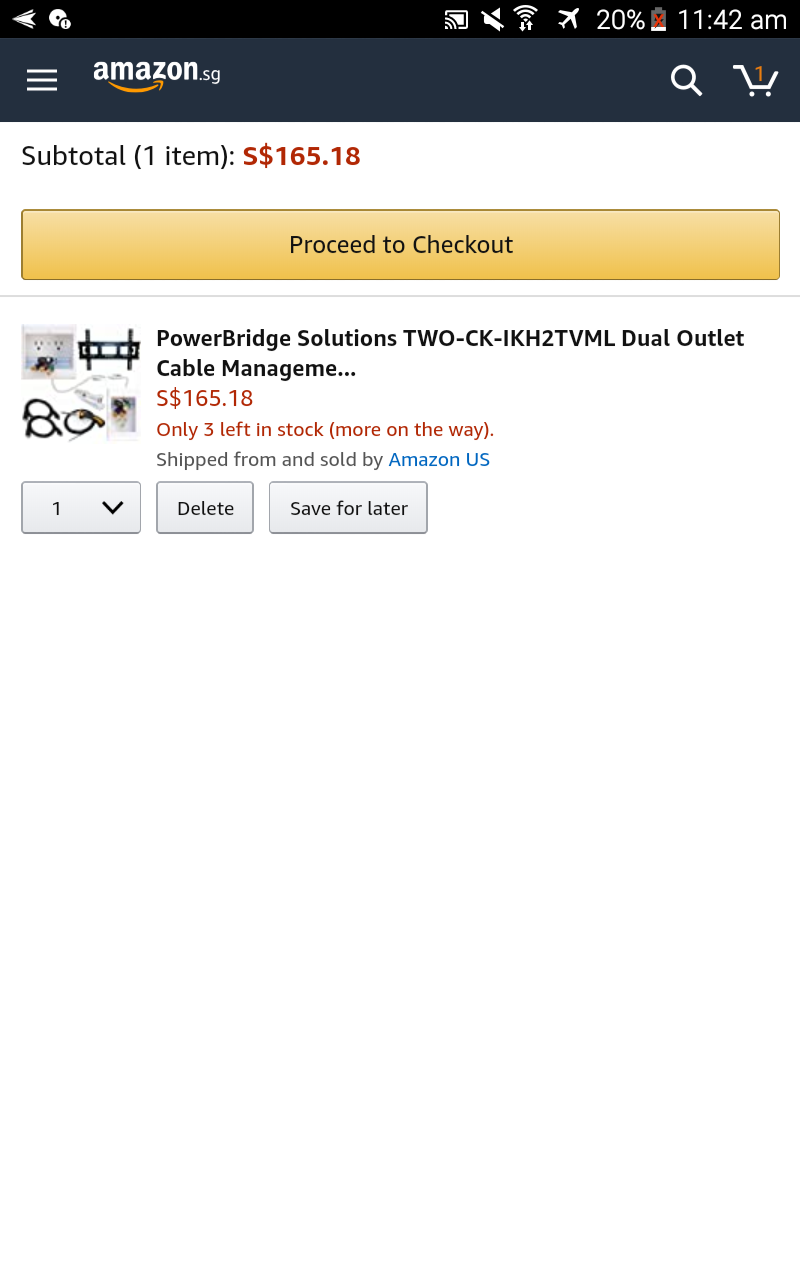 20% 11:42 am
amazon.sg
1
Subtotal (1 item): S$165.18
Proceed to Checkout
PowerBridge Solutions TWO-CK-IKH2TVML Dual Outlet
Cable Manageme...
S$165.18
Only 3 left in stock (more on the way).
Shipped from and sold by Amazon US
1
Delete
Save for later